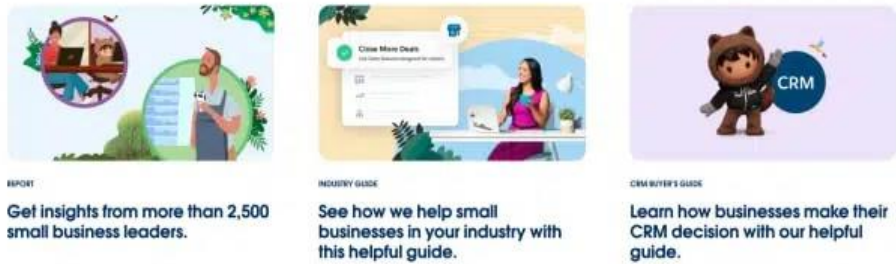 Close More Deals
CRM
REPORT
Get insights from more than 2,500
small business leaders.
INDUSTRY GUIDE
See how we help small
businesses in your industry with
this helpful guide.
CRM BUYER'S GUIDE
Learn how businesses make their
CRM decision with our helpful
guide.